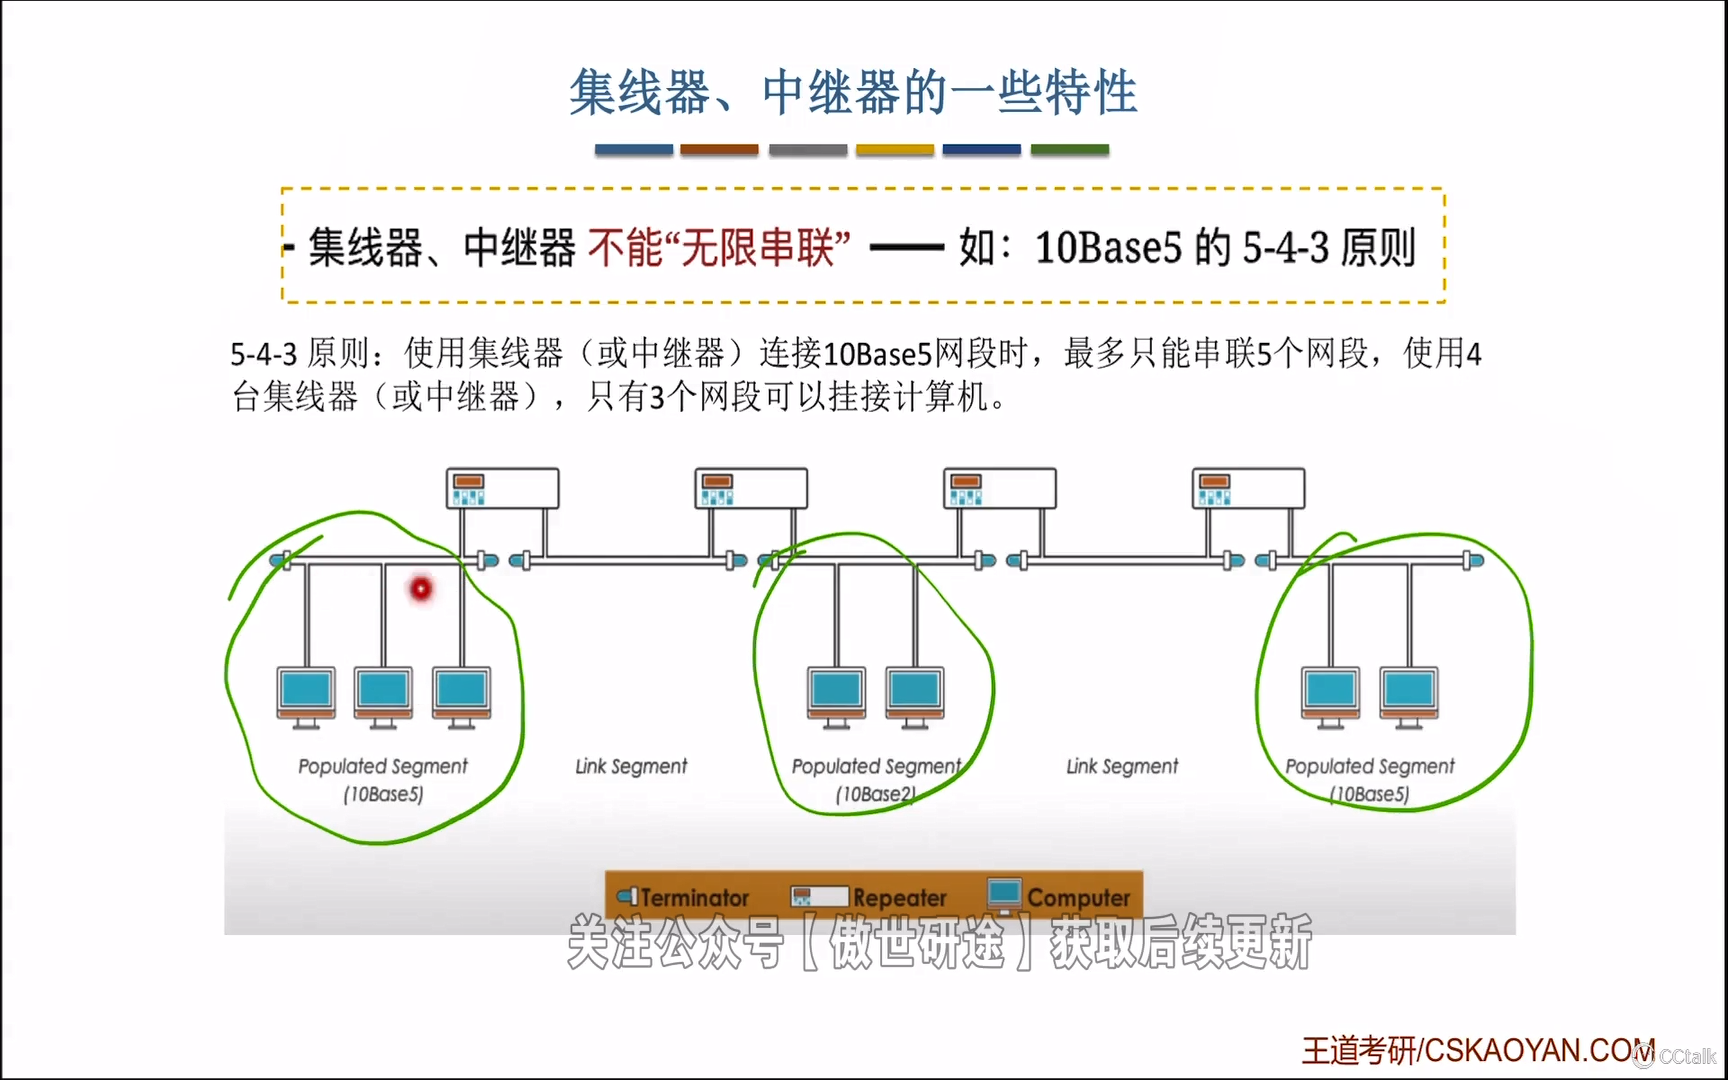 集线器、中继器的一些特性
- 集线器、中继器 不能“无限串联” —— 如：10Base5 的 5-4-3 原则
5-4-3 原则：使用集线器（或中继器）连接10Base5网段时，最多只能串联5个网段，使用4
台集线器（或中继器），只有3个网段可以挂接计算机。
Populated Segment Link Segment Populated Segment Link Segment Populated Segment
(10Base5) (10Base2) (10Base5)
Terminator Repeater Computer
关注公众号【傲世研途】获取后续更新
王道考研/CSKAOYAN.COM
CCtalk